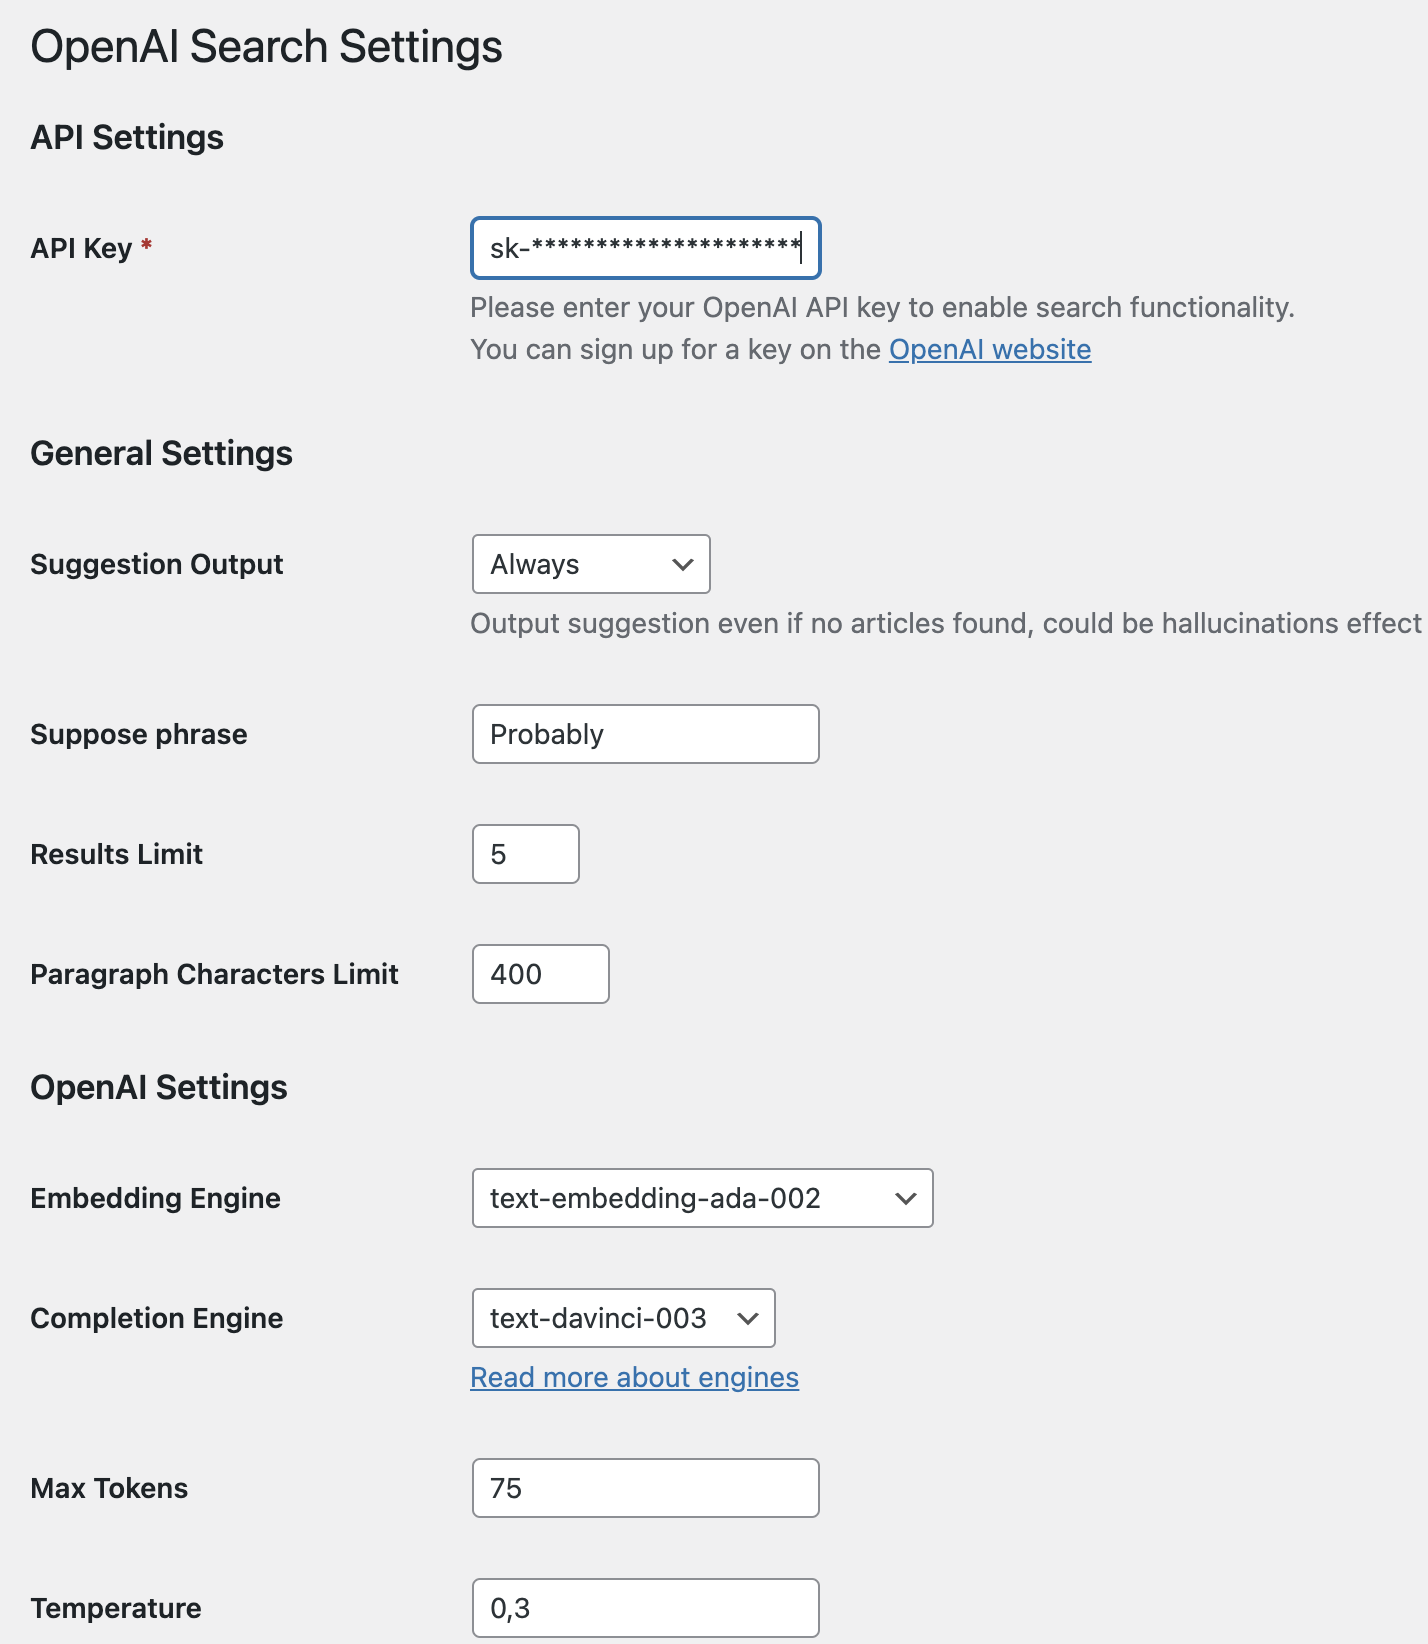 OpenAI Search Settings
API Settings
API Key *
sk-*********************
Please enter your OpenAI API key to enable search functionality.
You can sign up for a key on the OpenAI website
General Settings
Suggestion Output
Always
Output suggestion even if no articles found, could be hallucinations effect
Suppose phrase
Probably
Results Limit
5
Paragraph Characters Limit
400
OpenAI Settings
Embedding Engine
text-embedding-ada-002
Completion Engine
text-davinci-003
Read more about engines
Max Tokens
75
Temperature
0,3